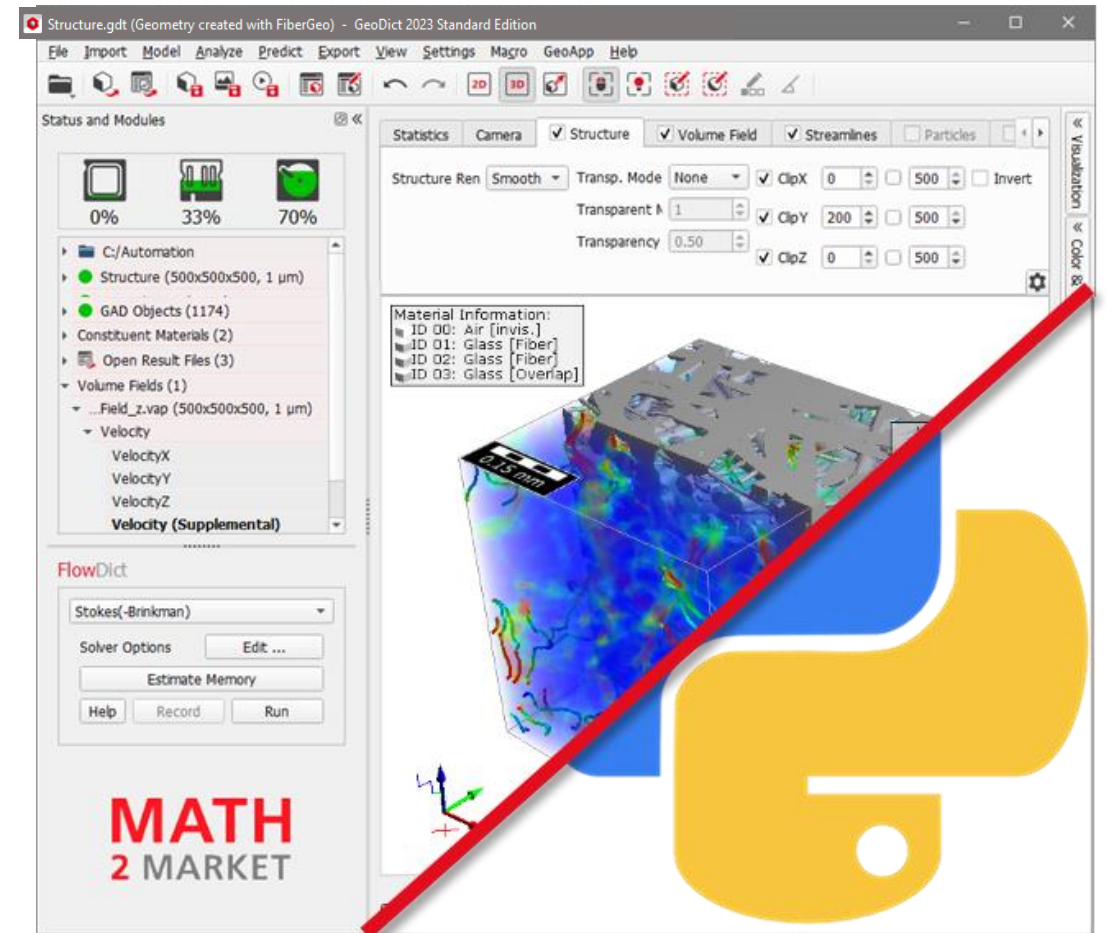 Structure.gdt (Geometry created with FiberGeo) - GeoDict 2023 Standard Edition
File Import Model Analyze Predict Export View Settings Macro GeoApp Help
2D 3D
Status and Modules
0% 33% 70%
C:/Automation
Structure (500x500x500, 1 µm)
GAD Objects (1174)
Constituent Materials (2)
Open Result Files (3)
Volume Fields (1)
...Field_z.vap (500x500x500, 1 µm)
Velocity
VelocityX
VelocityY
VelocityZ
Velocity (Supplemental)
FlowDict
Stokes(-Brinkman)
Solver Options Edit ...
Estimate Memory
Help Record Run
MATH
2 MARKET
Statistics Camera Structure Volume Field Streamlines Particles
Structure Ren Smooth Transp. Mode None ClipX 0 500 Invert
Transparent M 1 ClipY 200 500
Transparency 0.50 ClipZ 0 500
Visualization
Color &
Material Information:
ID 00: Air [invis.]
ID 01: Glass [Fiber]
ID 02: Glass [Fiber]
ID 03: Glass [Overlap]
0.15 mm